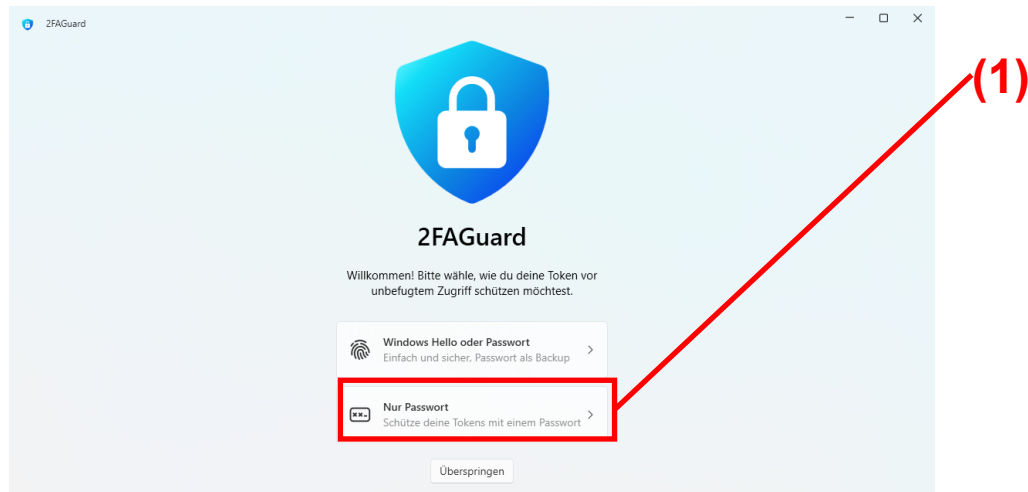 2FAGuard
(1)
2FAGuard
Willkommen! Bitte wähle, wie du deine Token vor
unbefugtem Zugriff schützen möchtest.
Windows Hello oder Passwort
Einfach und sicher. Passwort als Backup
Nur Passwort
Schütze deine Tokens mit einem Passwort
Überspringen